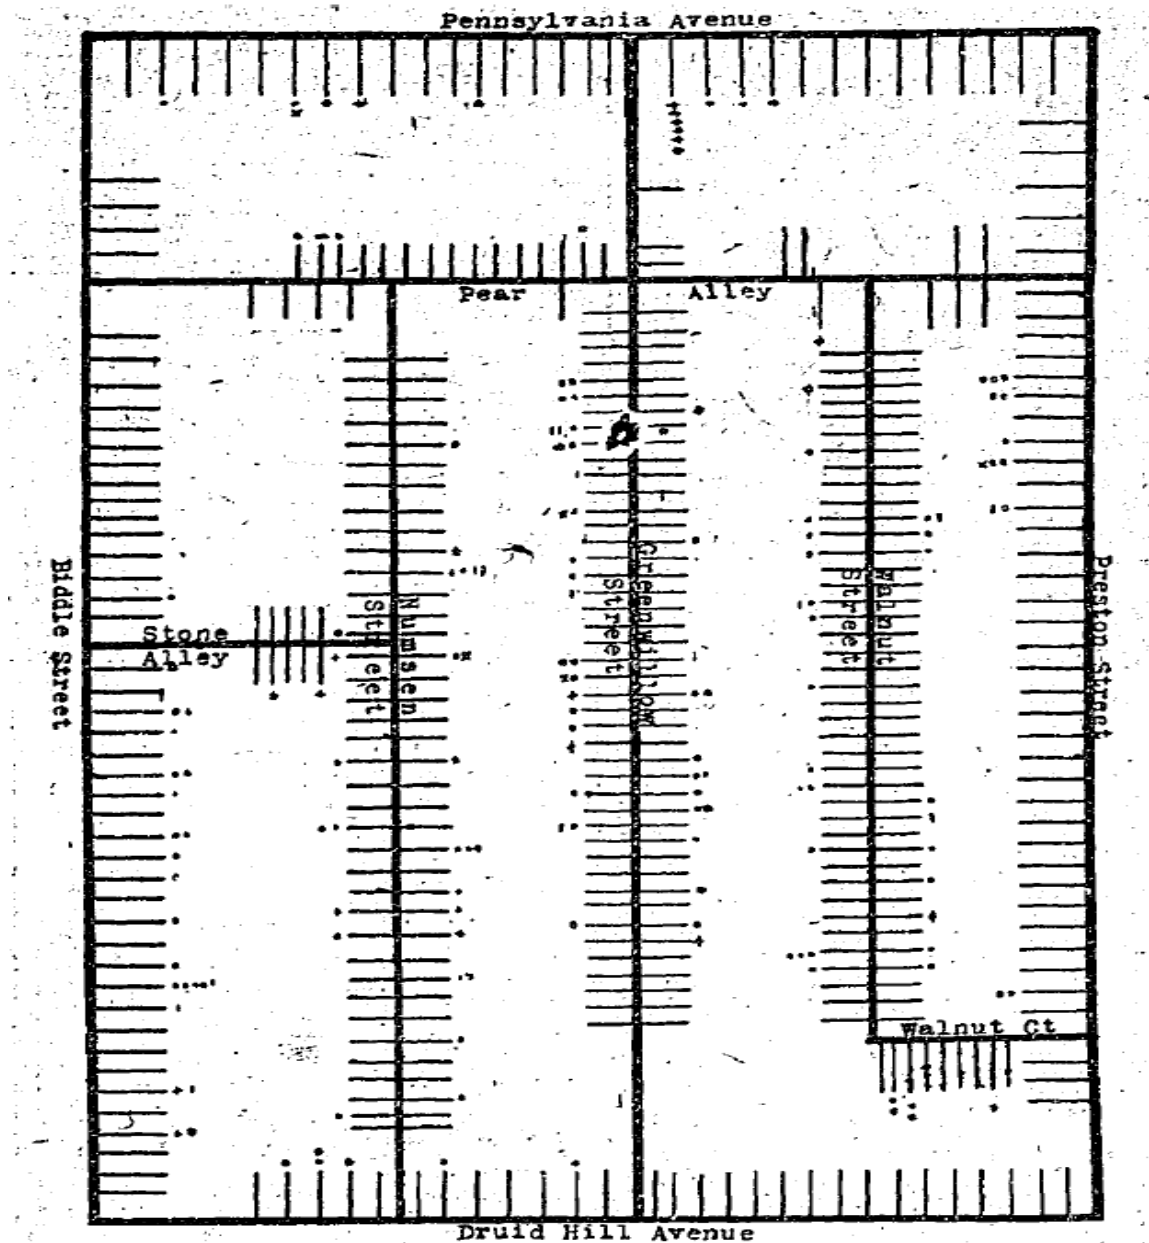 Pennsylvania Avenue
Pear Alley
Biddle Street
Stone
Alley
Numsen
Street
Greenwillow
Street
Walnut
Street
Preston Street
Walnut Ct
Druid Hill Avenue